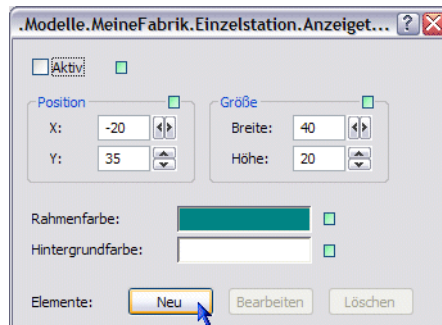 .Modelle.MeineFabrik.Einzelstation.Anzeiget...
Aktiv
Position
Größe
X: -20
Breite: 40
Y: 35
Höhe: 20
Rahmenfarbe:
Hintergrundfarbe:
Elemente: Neu Bearbeiten Löschen